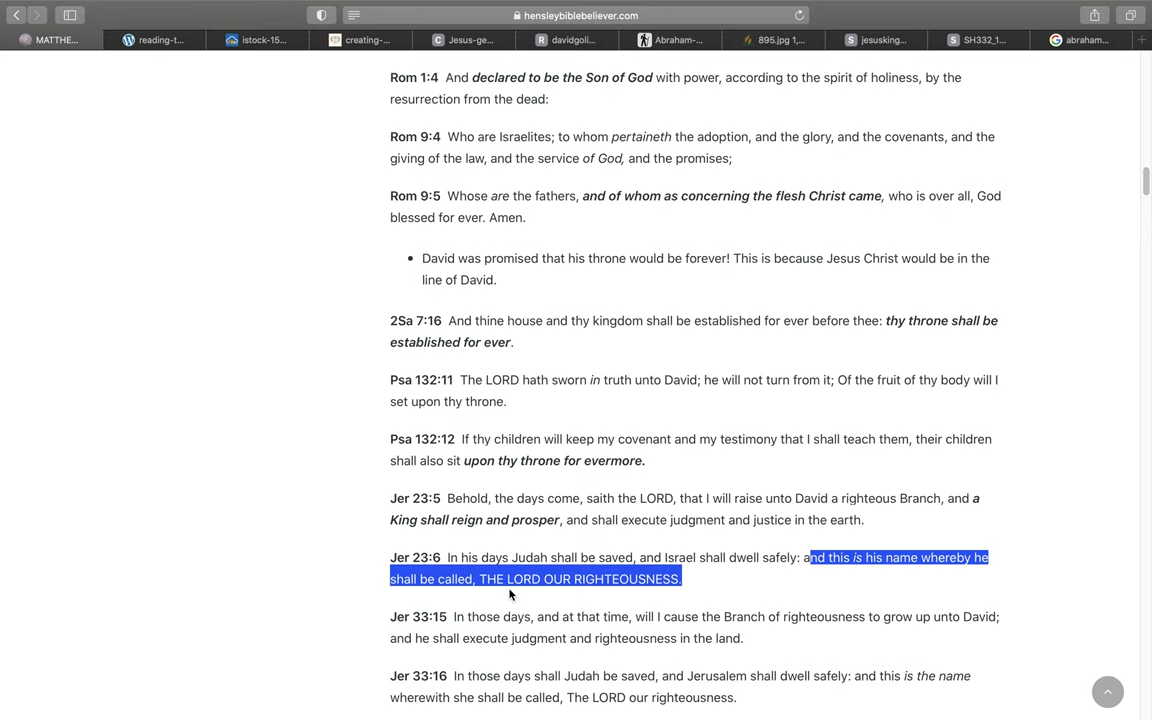 hensleybiblebeliever.com
MATTHE...
reading-t...
istock-15...
creating-...
Jesus-ge...
davidgoli...
Abraham-...
895.jpg 1,...
jesusking...
SH332_1...
abraham...
Rom 1:4 And declared to be the Son of God with power, according to the spirit of holiness, by the
resurrection from the dead:
Rom 9:4 Who are Israelites; to whom pertaineth the adoption, and the glory, and the covenants, and the
giving of the law, and the service of God, and the promises;
Rom 9:5 Whose are the fathers, and of whom as concerning the flesh Christ came, who is over all, God
blessed for ever. Amen.
• David was promised that his throne would be forever! This is because Jesus Christ would be in the
line of David.
2Sa 7:16 And thine house and thy kingdom shall be established for ever before thee: thy throne shall be
established for ever.
Psa 132:11 The LORD hath sworn in truth unto David; he will not turn from it; Of the fruit of thy body will I
set upon thy throne.
Psa 132:12 If thy children will keep my covenant and my testimony that I shall teach them, their children
shall also sit upon thy throne for evermore.
Jer 23:5 Behold, the days come, saith the LORD, that I will raise unto David a righteous Branch, and a
King shall reign and prosper, and shall execute judgment and justice in the earth.
Jer 23:6 In his days Judah shall be saved, and Israel shall dwell safely: and this is his name whereby he
shall be called, THE LORD OUR RIGHTEOUSNESS.
Jer 33:15 In those days, and at that time, will I cause the Branch of righteousness to grow up unto David;
and he shall execute judgment and righteousness in the land.
Jer 33:16 In those days shall Judah be saved, and Jerusalem shall dwell safely: and this is the name
wherewith she shall be called, The LORD our righteousness.